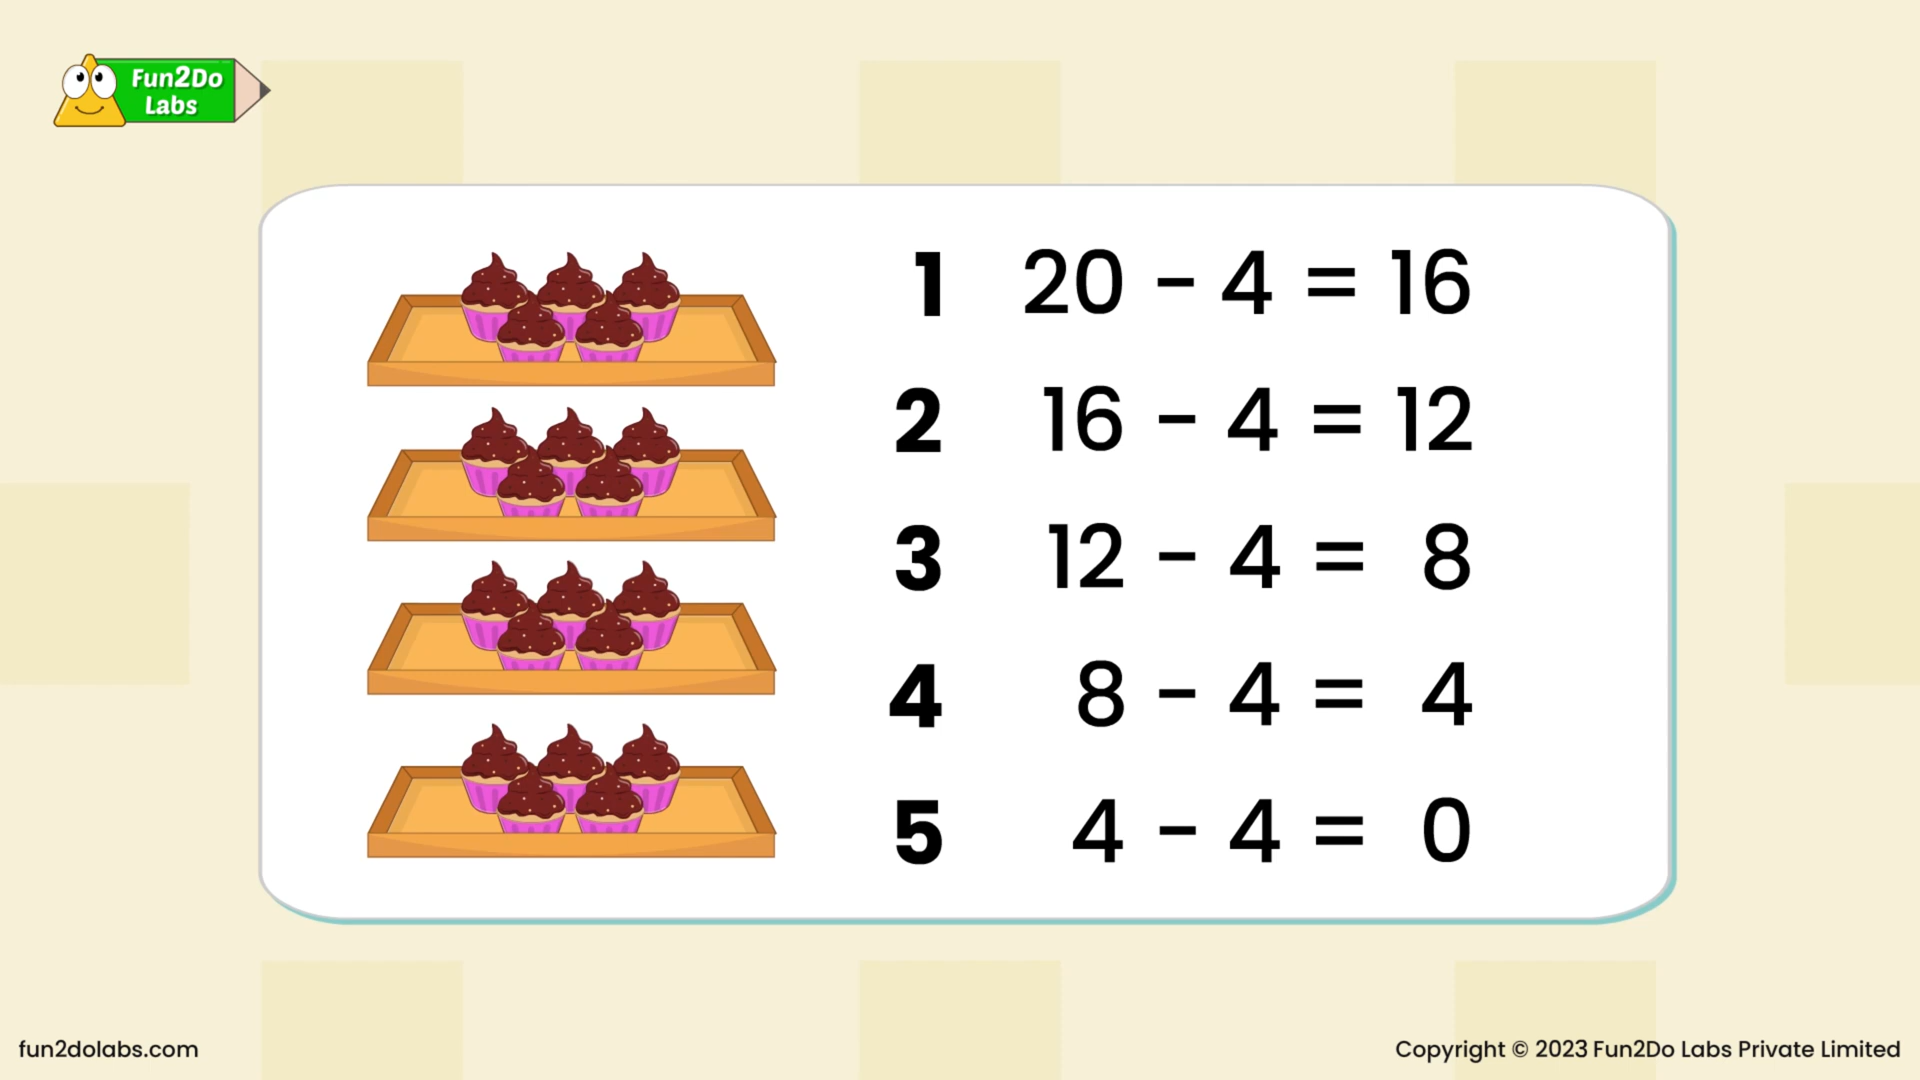 Fun2Do
Labs
1 20 - 4 = 16
2 16 - 4 = 12
3 12 - 4 = 8
4 8 - 4 = 4
5 4 - 4 = 0
fun2dolabs.com
Copyright © 2023 Fun2Do Labs Private Limited